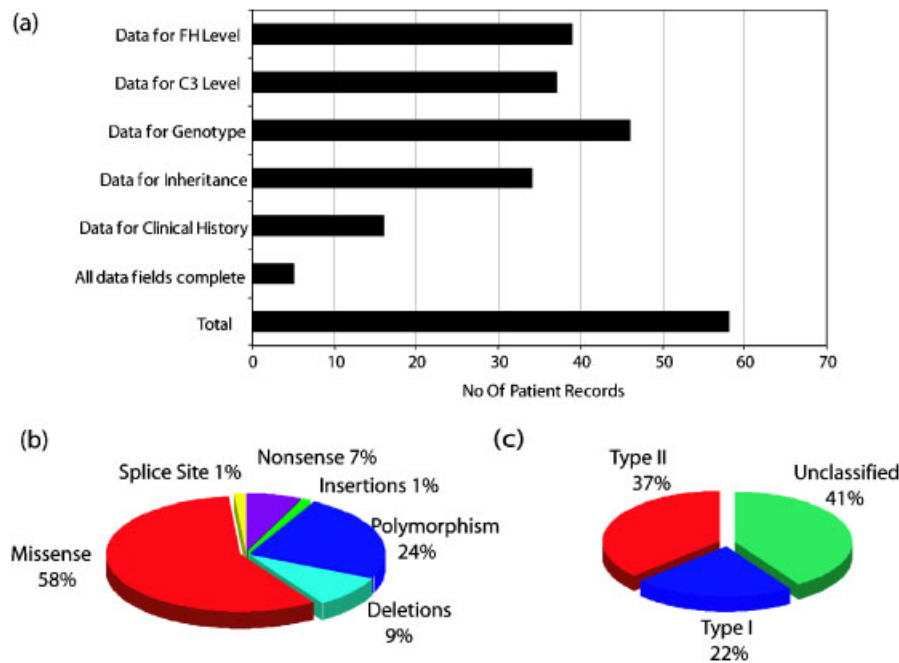 (a)
Data for FH Level
Data for C3 Level
Data for Genotype
Data for Inheritance
Data for Clinical History
All data fields complete
Total
0 10 20 30 40 50 60 70
No Of Patient Records
(b)
Splice Site 1%
Nonsense 7%
Insertions 1%
Polymorphism
24%
Deletions
9%
Missense
58%
(c)
Type II
37%
Unclassified
41%
Type I
22%